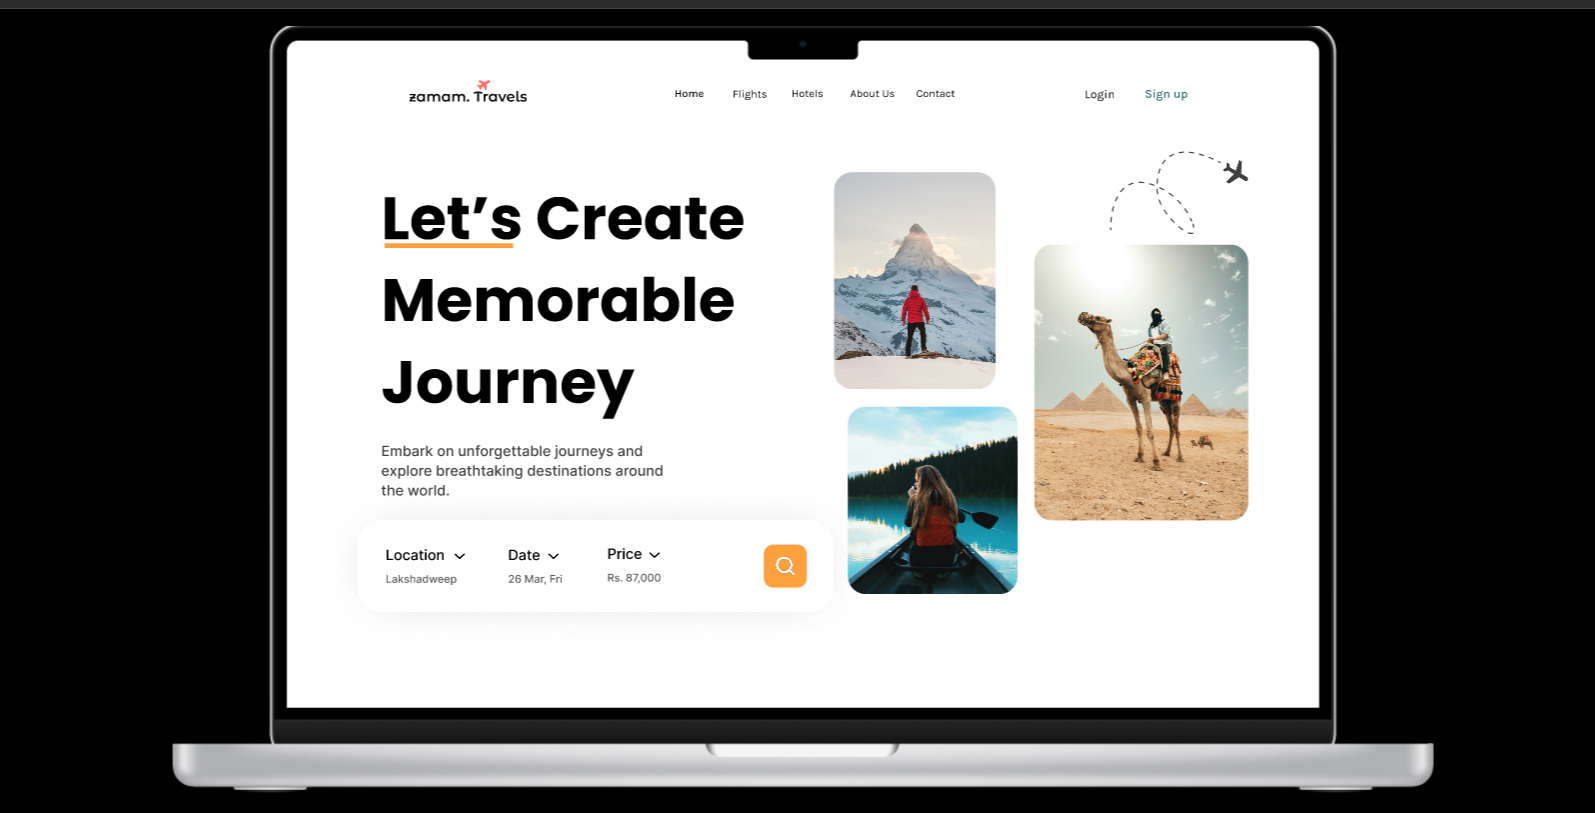 zamam. Travels
Home Flights Hotels About Us Contact
Login Sign up
Let’s Create
Memorable
Journey
Embark on unforgettable journeys and
explore breathtaking destinations around
the world.
Location Date Price
Lakshadweep 26 Mar, Fri Rs. 87,000